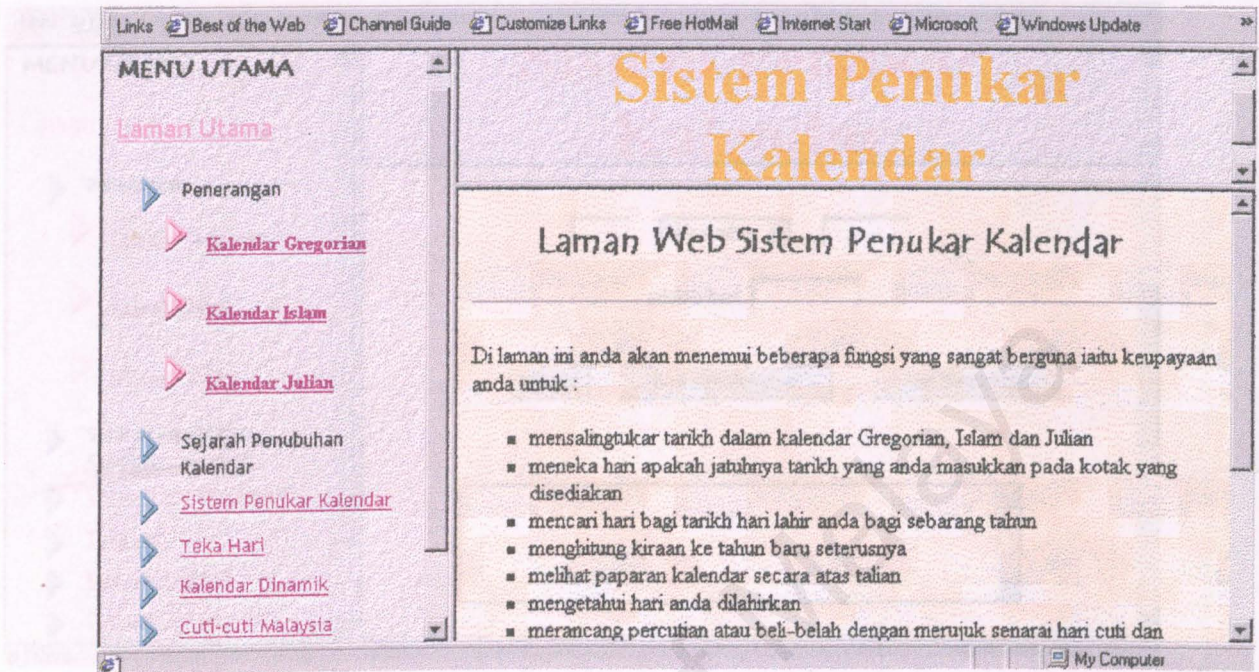 Links Best of the Web Channel Guide Customize Links Free HotMail Internet Start Microsoft Windows Update »
MENU UTAMA
Laman Utama
Penerangan
Kalendar Gregorian
Kalendar Islam
Kalendar Julian
Sejarah Penubuhan
Kalendar
Sistem Penukar Kalendar
Teka Hari
Kalendar Dinamik
Cuti-cuti Malaysia
Sistem Penukar
Kalendar
Laman Web Sistem Penukar Kalendar
Di laman ini anda akan menemui beberapa fungsi yang sangat berguna iaitu keupayaan
anda untuk :
▪ mensalingtukar tarikh dalam kalendar Gregorian, Islam dan Julian
▪ meneka hari apakah jatuhnya tarikh yang anda masukkan pada kotak yang
disediakan
▪ mencari hari bagi tarikh hari lahir anda bagi sebarang tahun
▪ menghitung kiraan ke tahun baru seterusnya
▪ melihat paparan kalendar secara atas talian
▪ mengetahui hari anda dilahirkan
▪ merancang percutian atau beli-belah dengan merujuk senarai hari cuti dan
My Computer